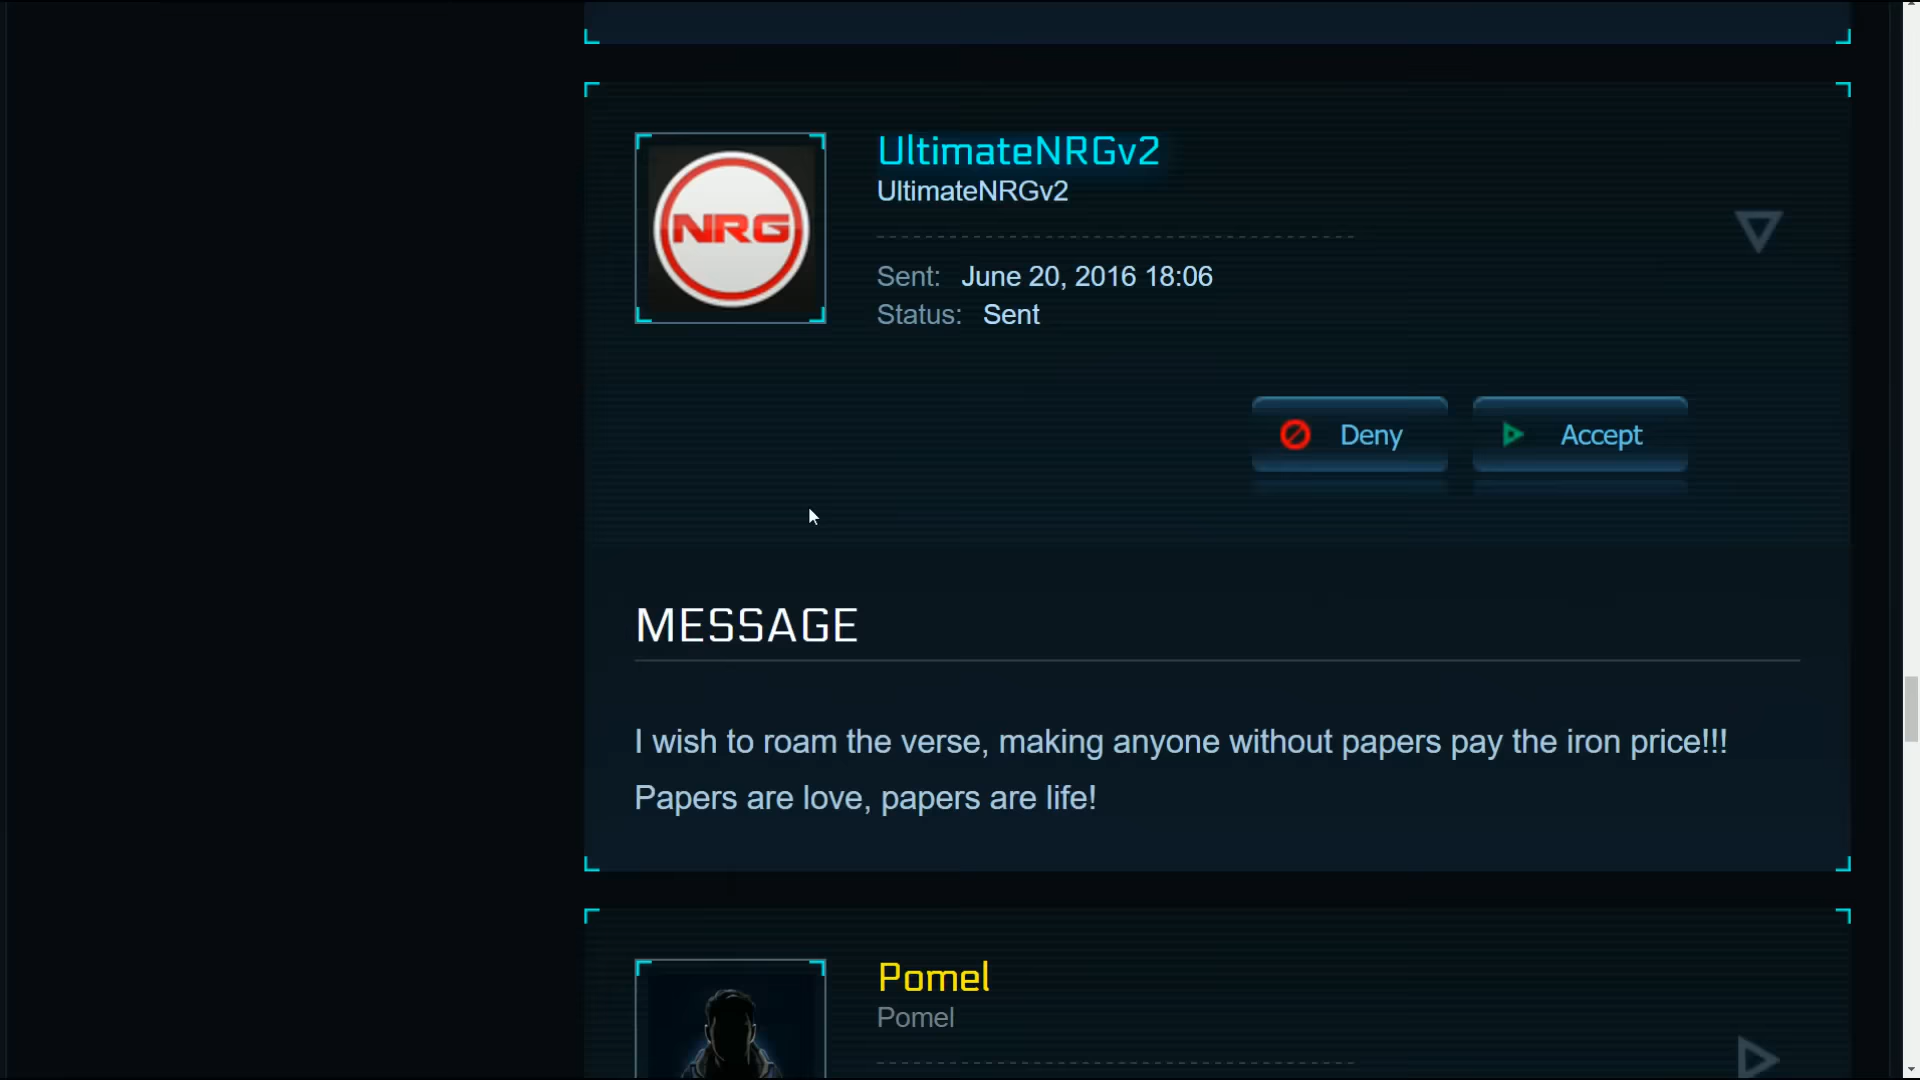 UltimateNRGv2
UltimateNRGv2
NRG
Sent: June 20, 2016 18:06
Status: Sent
Deny
Accept
MESSAGE
I wish to roam the verse, making anyone without papers pay the iron price!!!
Papers are love, papers are life!
Pomel
Pomel